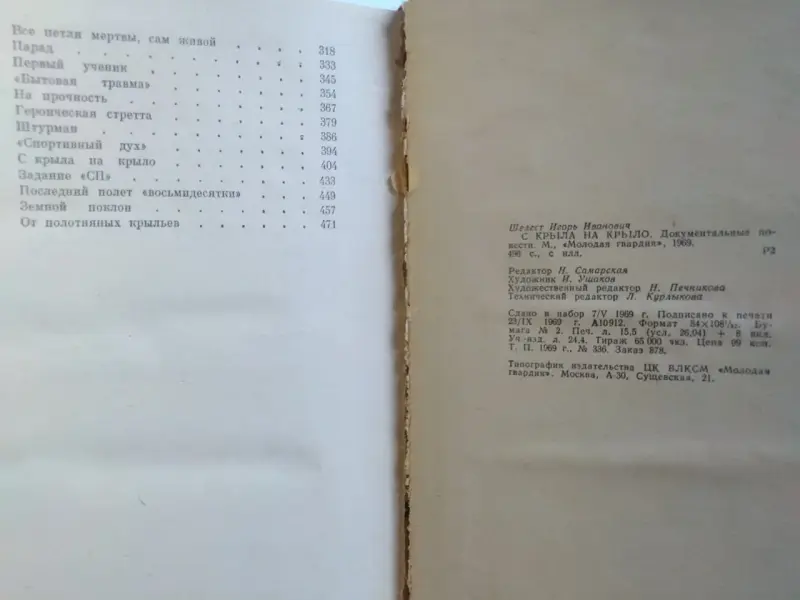 Все петли мертвы, сам живой . . . . 318
Парад . . . . . . . . . 333
Первый ученик . . . . . . 345
«Бытовая травма» . . . . . . 354
На прочность . . . . . . . 367
Героическая стретта . . . . . 379
Штурман . . . . . . . . 386
«Спортивный дух» . . . . . . 394
С крыла на крыло . . . . . . 404
Задание «СП» . . . . . . . 433
Последний полет «восьмидесятки» . . . 449
Земной поклон . . . . . . 457
От полотняных крыльев . . . . . 471
Шелест Игорь Иванович
С КРЫЛА НА КРЫЛО. Документальные по-
вести. М., «Молодая гвардия», 1969.
496 с., с илл. Р2
Редактор Н. Самарская
Художник И. Ушаков
Художественный редактор Н. Печникова
Технический редактор Л. Курлыкова
Сдано в набор 7/V 1969 г. Подписано к печати
23/IX 1969 г. А10912. Формат 84×108¹/₃₂. Бу-
мага № 2. Печ. л. 15,5 (усл. 26,04) + 8 вкл.
Уч.-изд. л. 24,4. Тираж 65 000 экз. Цена 99 коп.
Т. П. 1969 г., № 336. Заказ 878.
Типография издательства ЦК ВЛКСМ «Молодая
гвардия». Москва, А-30, Сущевская, 21.